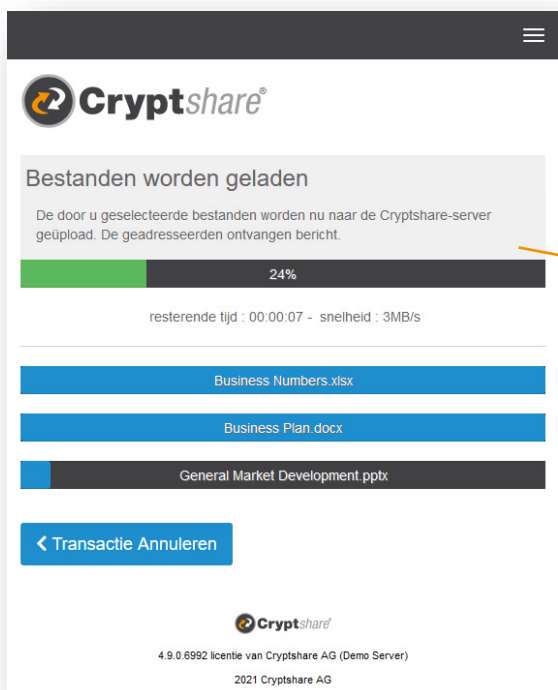 Cryptshare®
Bestanden worden geladen
De door u geselecteerde bestanden worden nu naar de Cryptshare-server
geüpload. De geadresseerden ontvangen bericht.
24%
resterende tijd : 00:00:07 - snelheid : 3MB/s
Business Numbers.xlsx
Business Plan.docx
General Market Development.pptx
Transactie Annuleren
Cryptshare®
4.9.0.6992 licentie van Cryptshare AG (Demo Server)
2021 Cryptshare AG